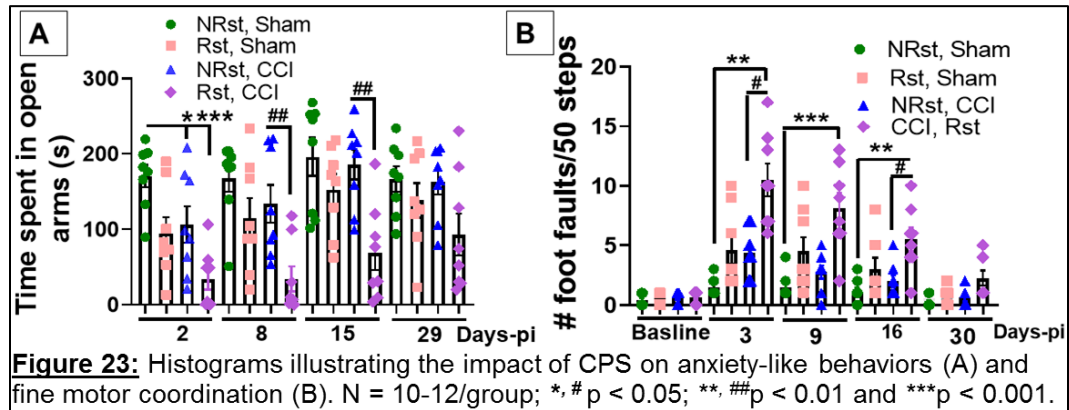 A
NRst, Sham
Rst, Sham
NRst, CCI
Rst, CCI
Time spent in open
arms (s)
300
200
100
0
* ****
##
##
2
8
15
29
Days-pi
B
NRst, Sham
Rst, Sham
NRst, CCI
CCI, Rst
# foot faults/50 steps
20
15
10
5
0
**
#
***
**
#
Basline
3
9
16
30
Days-pi
Figure 23: Histograms illustrating the impact of CPS on anxiety-like behaviors (A) and
fine motor coordination (B). N = 10-12/group; *, # p < 0.05; **, ##p < 0.01 and ***p < 0.001.